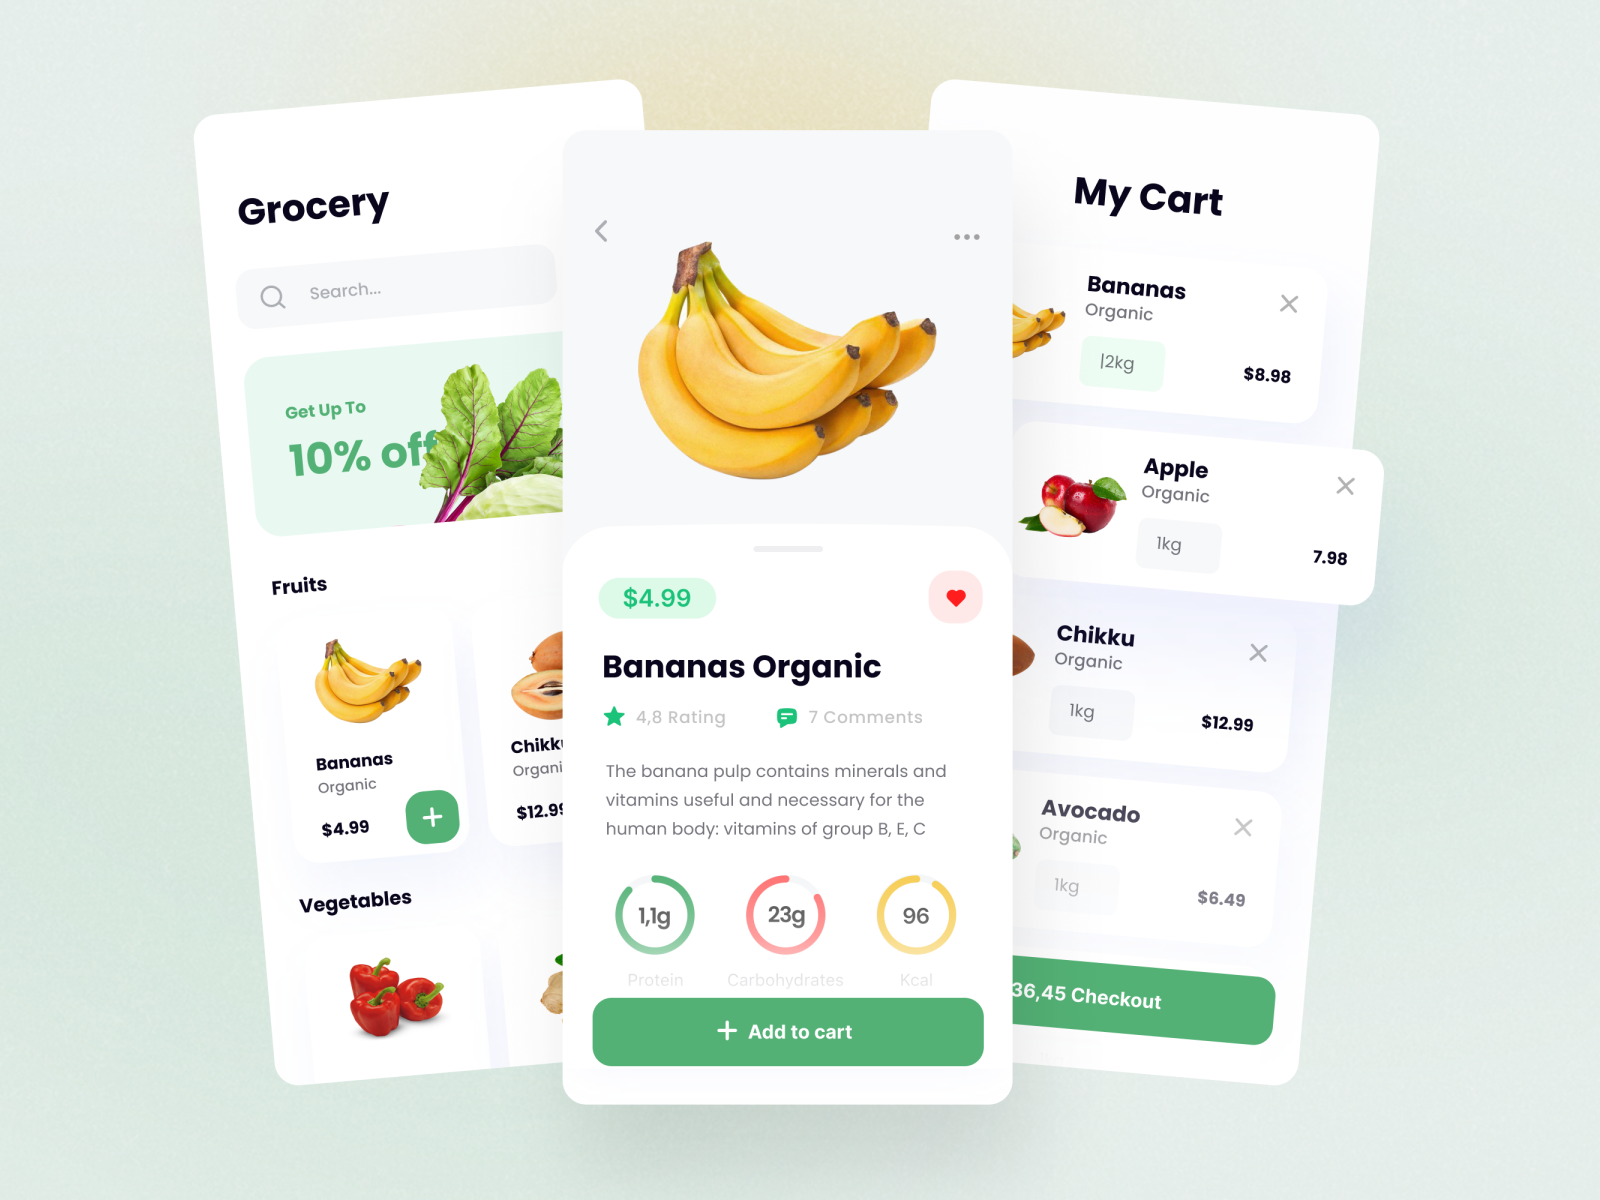 Grocery
Search...
Get Up To
10% off
Fruits
Bananas
Organic
$4.99
Chikku
Organi
$12.99
Vegetables
$4.99
Bananas Organic
4,8 Rating
7 Comments
The banana pulp contains minerals and
vitamins useful and necessary for the
human body: vitamins of group B, E, C
1,1g
23g
96
Protein
Carbohydrates
Kcal
Add to cart
My Cart
Bananas
Organic
|2kg
$8.98
Apple
Organic
1kg
7.98
Chikku
Organic
1kg
$12.99
Avocado
Organic
1kg
$6.49
36,45 Checkout